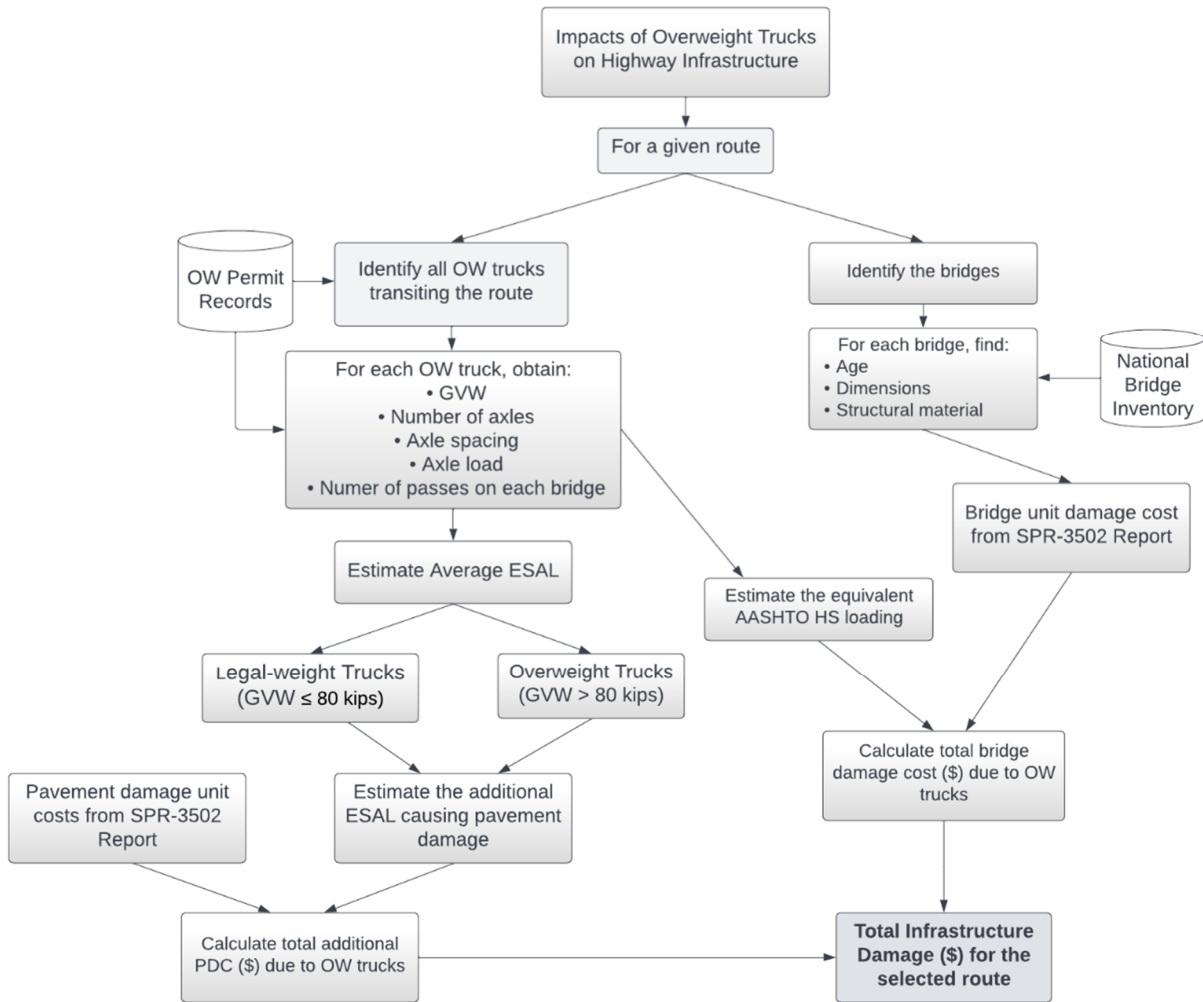 Impacts of Overweight Trucks
on Highway Infrastructure
For a given route
OW Permit
Records
Identify all OW trucks
transiting the route
Identify the bridges
For each OW truck, obtain:
• GVW
• Number of axles
• Axle spacing
• Axle load
• Numer of passes on each bridge
For each bridge, find:
• Age
• Dimensions
• Structural material
National
Bridge
Inventory
Bridge unit damage cost
from SPR-3502 Report
Estimate Average ESAL
Estimate the equivalent
AASHTO HS loading
Legal-weight Trucks
(GVW ≤ 80 kips)
Overweight Trucks
(GVW > 80 kips)
Pavement damage unit
costs from SPR-3502
Report
Estimate the additional
ESAL causing pavement
damage
Calculate total bridge
damage cost ($) due to OW
trucks
Calculate total additional
PDC ($) due to OW trucks
Total Infrastructure
Damage ($) for the
selected route